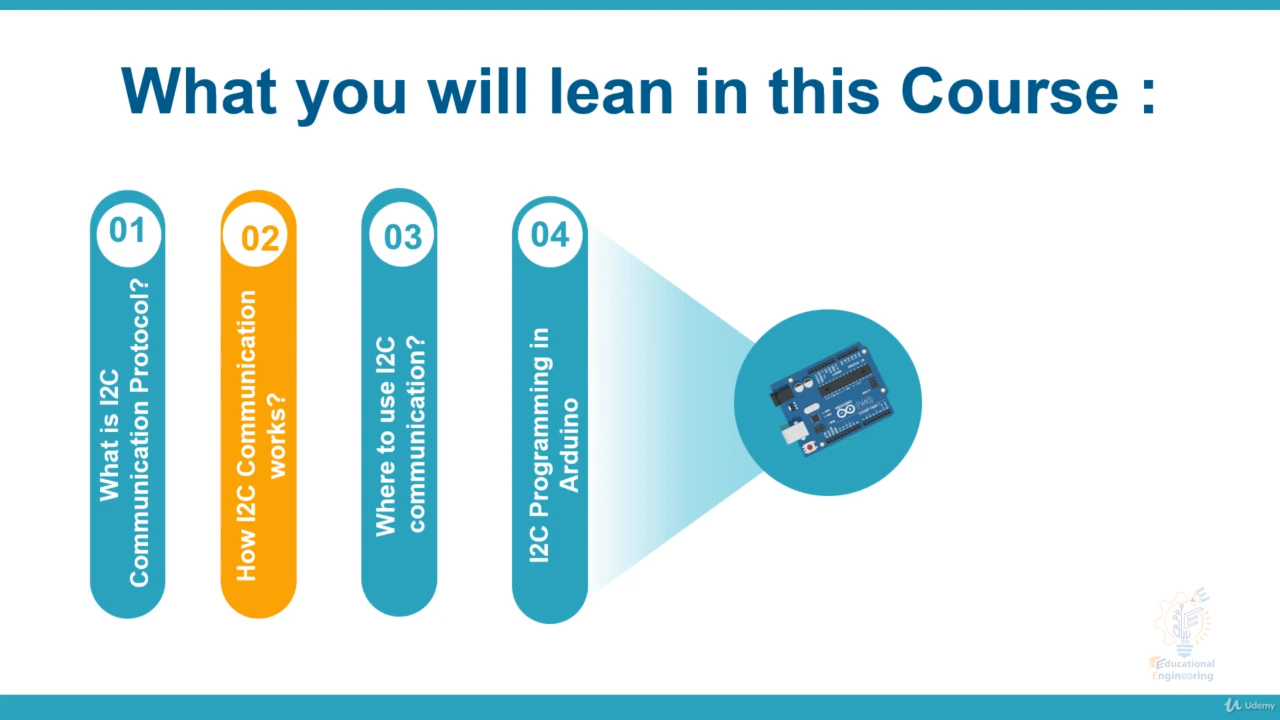 What you will lean in this Course :
01
What is I2C
Communication Protocol?
02
How I2C Communication
works?
03
Where to use I2C
communication?
04
I2C Programming in
Arduino
Educational
Engineering
Udemy